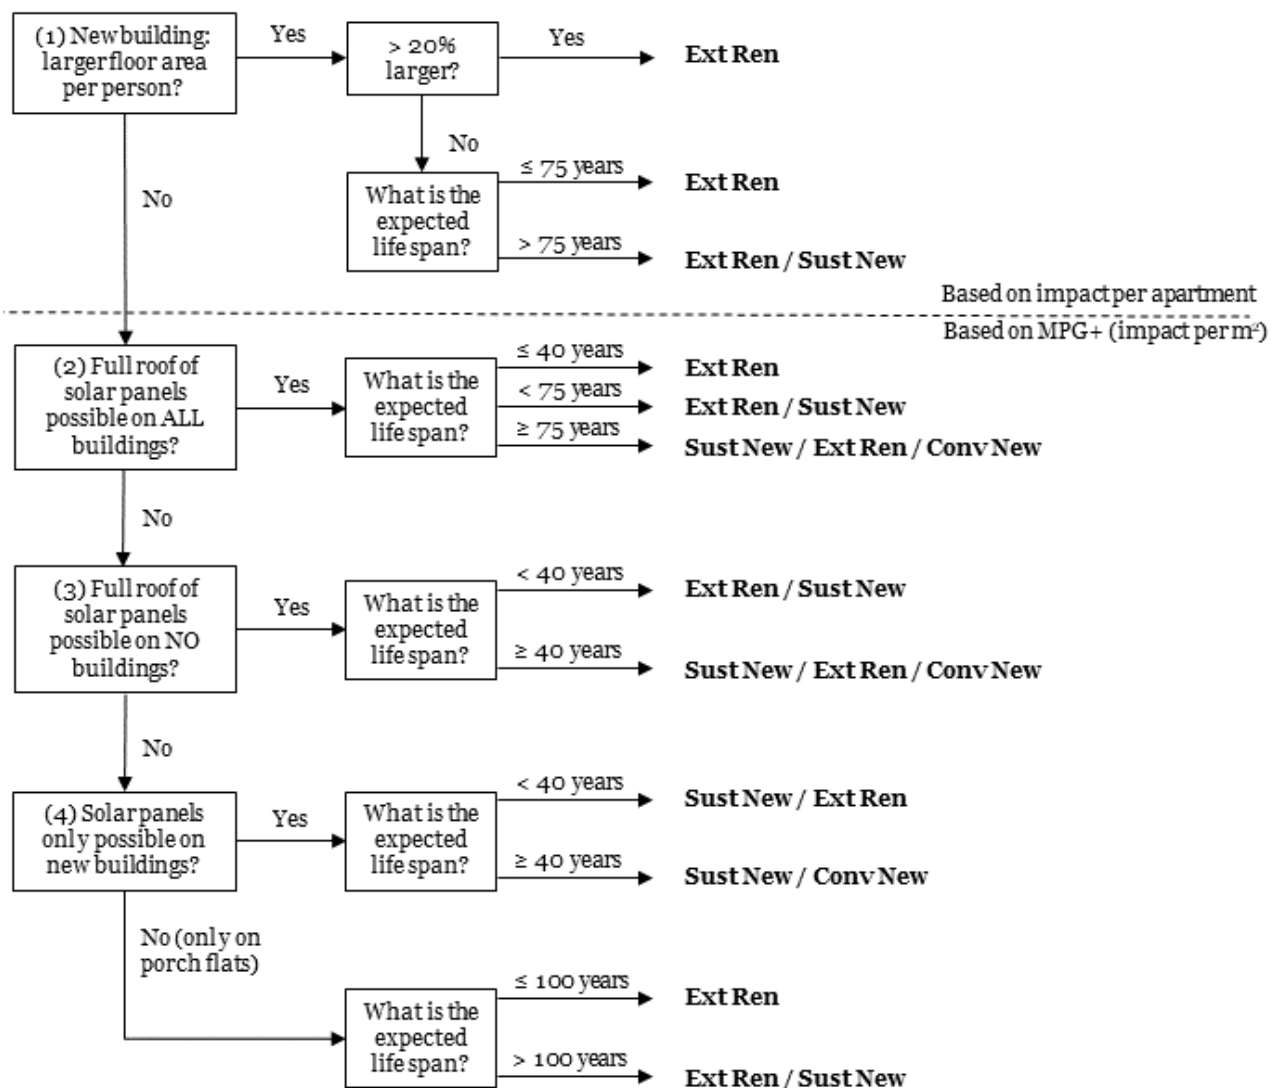 (1) New building:
larger floor area
per person?
Yes
> 20%
larger?
Yes
Ext Ren
No
No
What is the
expected
life span?
≤ 75 years
Ext Ren
> 75 years
Ext Ren / Sust New
Based on impact per apartment
Based on MPG+ (impact per m²)
(2) Full roof of
solar panels
possible on ALL
buildings?
Yes
What is the
expected
life span?
≤ 40 years
Ext Ren
< 75 years
Ext Ren / Sust New
≥ 75 years
Sust New / Ext Ren / Conv New
No
(3) Full roof of
solar panels
possible on NO
buildings?
Yes
What is the
expected
life span?
< 40 years
Ext Ren / Sust New
≥ 40 years
Sust New / Ext Ren / Conv New
No
(4) Solar panels
only possible on
new buildings?
Yes
What is the
expected
life span?
< 40 years
Sust New / Ext Ren
≥ 40 years
Sust New / Conv New
No (only on
porch flats)
What is the
expected
life span?
≤ 100 years
Ext Ren
> 100 years
Ext Ren / Sust New